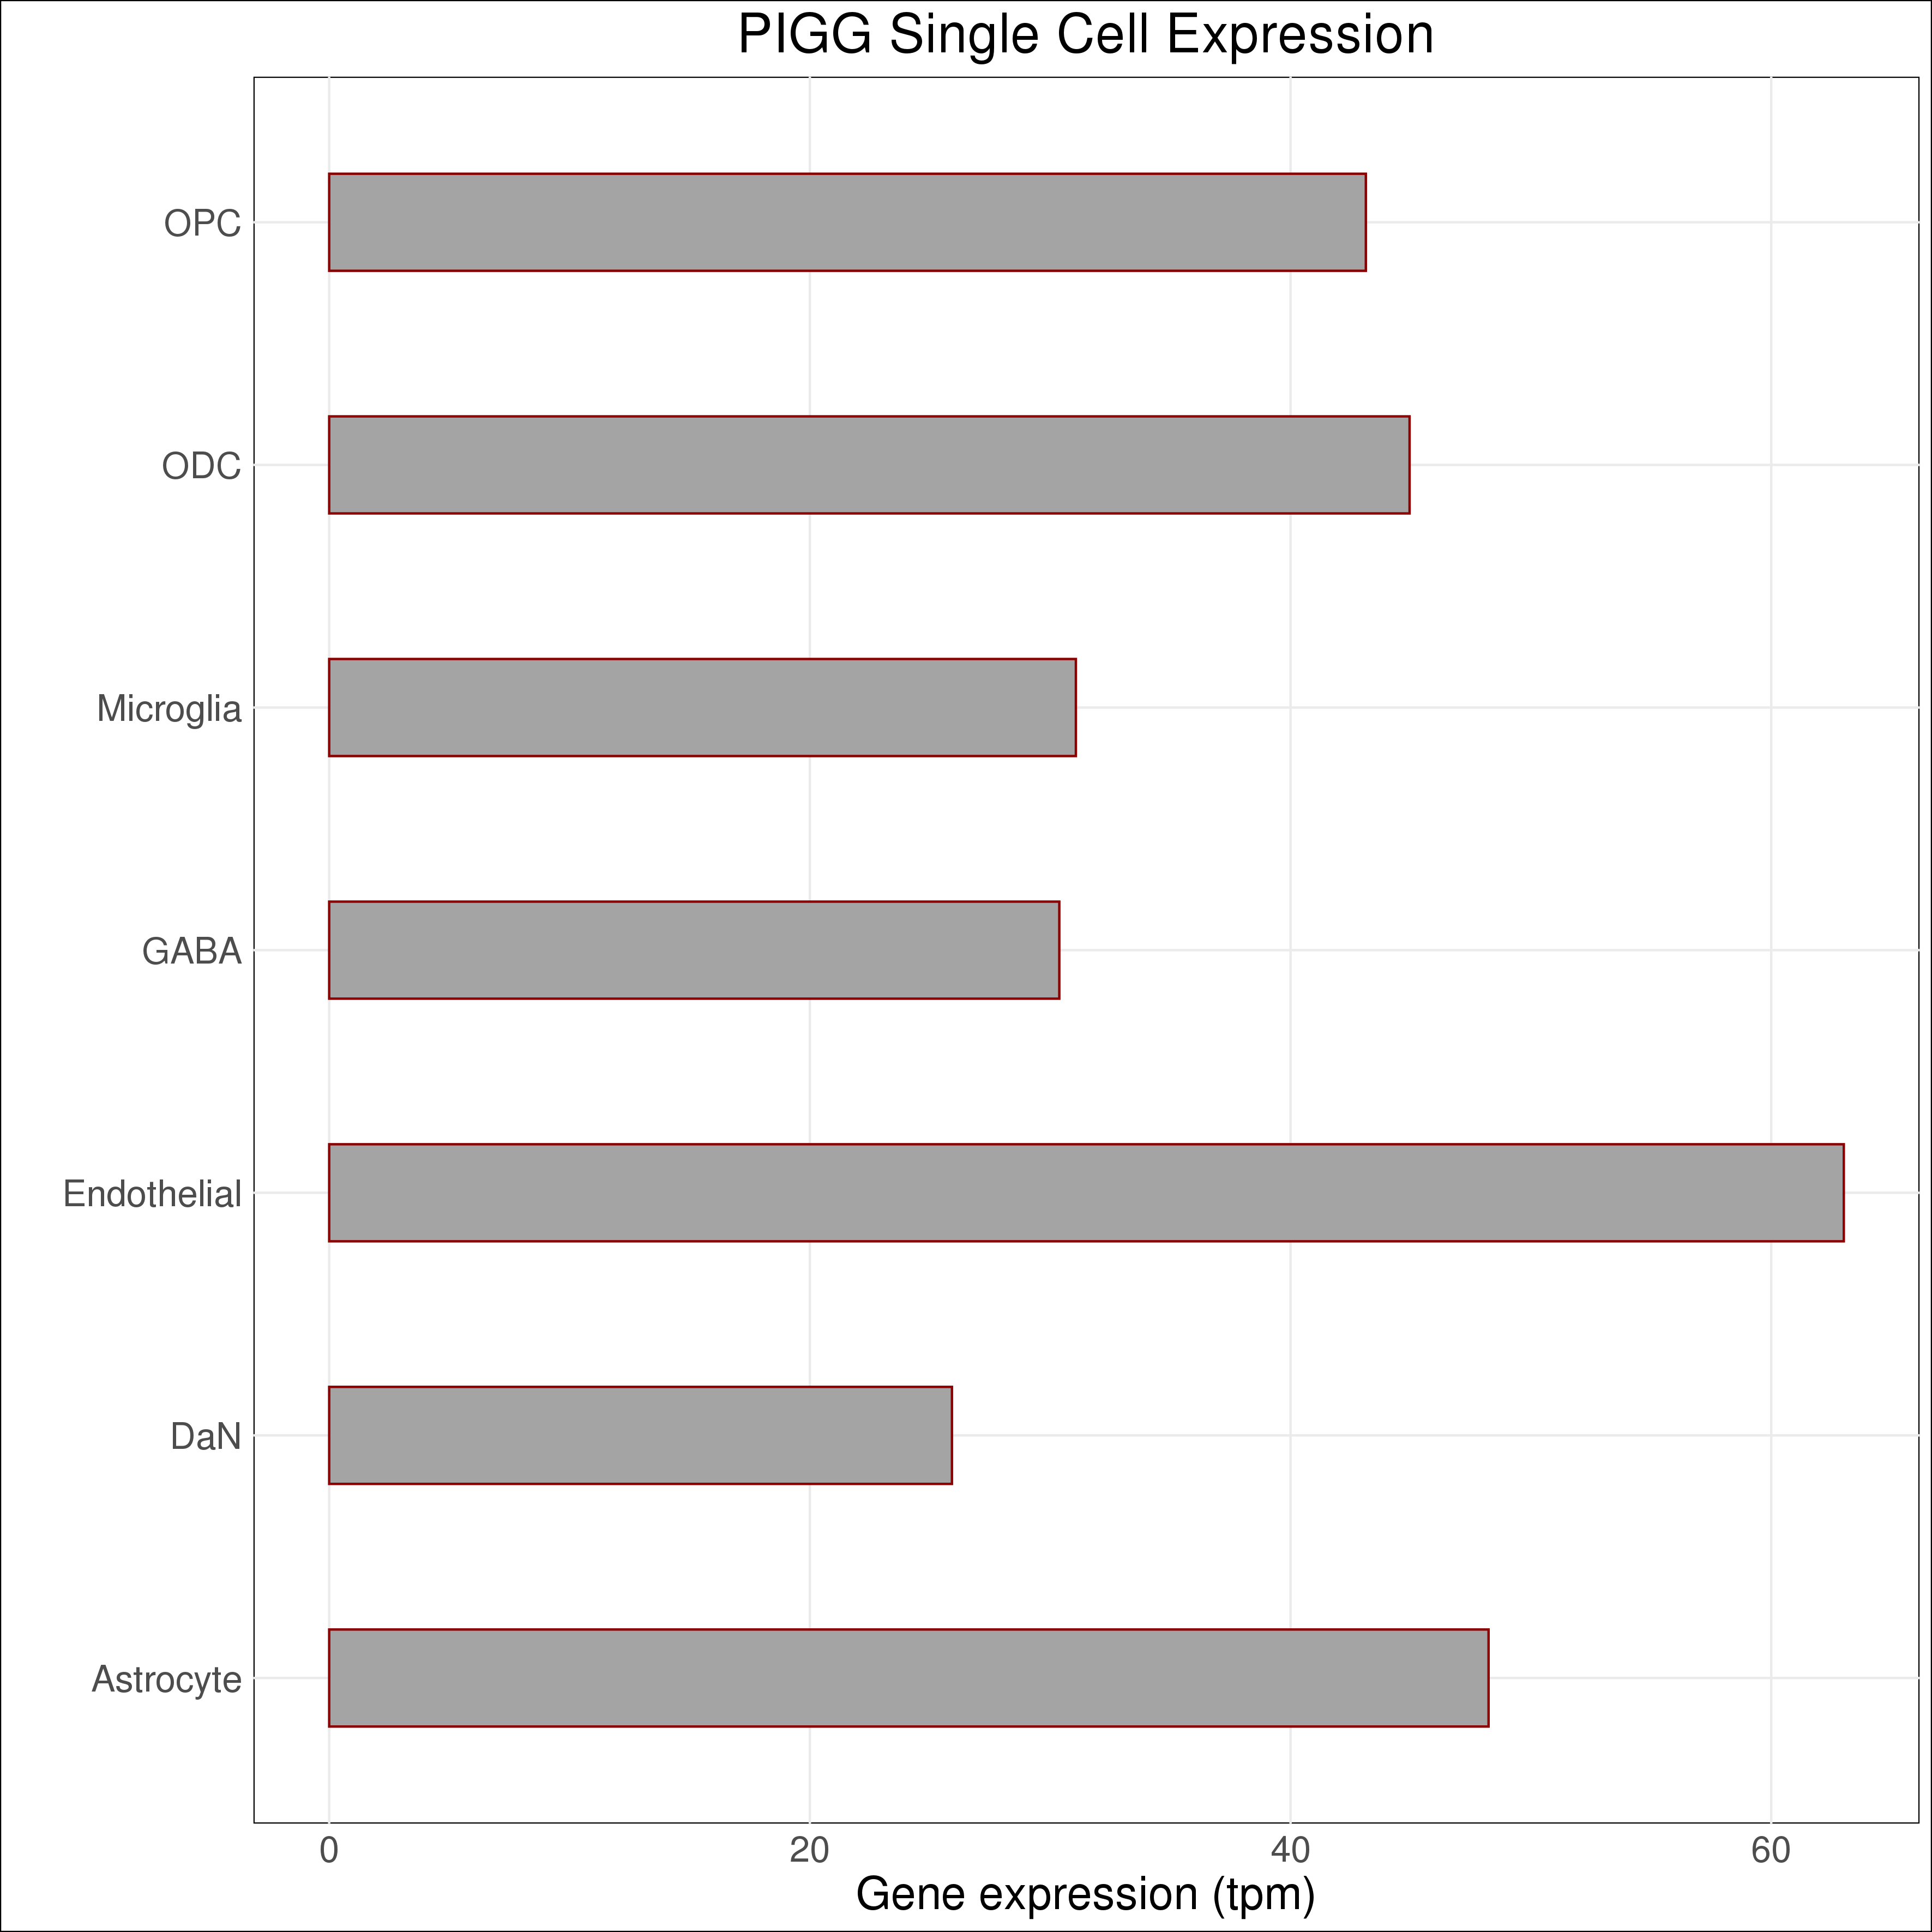 PIGG Single Cell Expression
OPC
ODC
Microglia
GABA
Endothelial
DaN
Astrocyte
0 20 40 60
Gene expression (tpm)